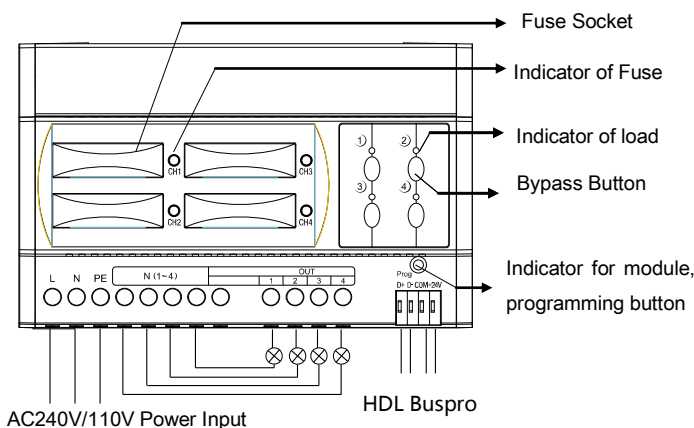 Fuse Socket
Indicator of Fuse
1 2
Indicator of load
CH1 CH3
Bypass Button
3 4
CH2 CH4
Indicator for module,
programming button
L N PE N (1~4) OUT
1 2 3 4
Prog
D+ D- COM +24V
HDL Buspro
AC240V/110V Power Input